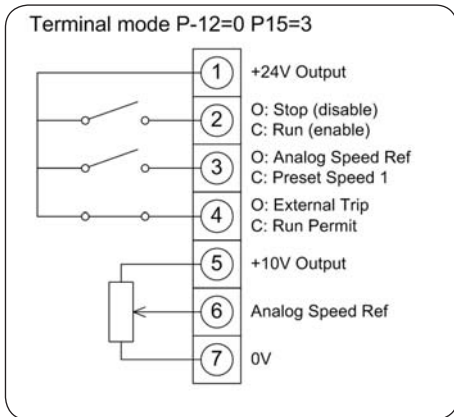 Terminal mode P-12=0 P15=3
1 +24V Output
2 O: Stop (disable)
C: Run (enable)
3 O: Analog Speed Ref
C: Preset Speed 1
4 O: External Trip
C: Run Permit
5 +10V Output
6 Analog Speed Ref
7 0V